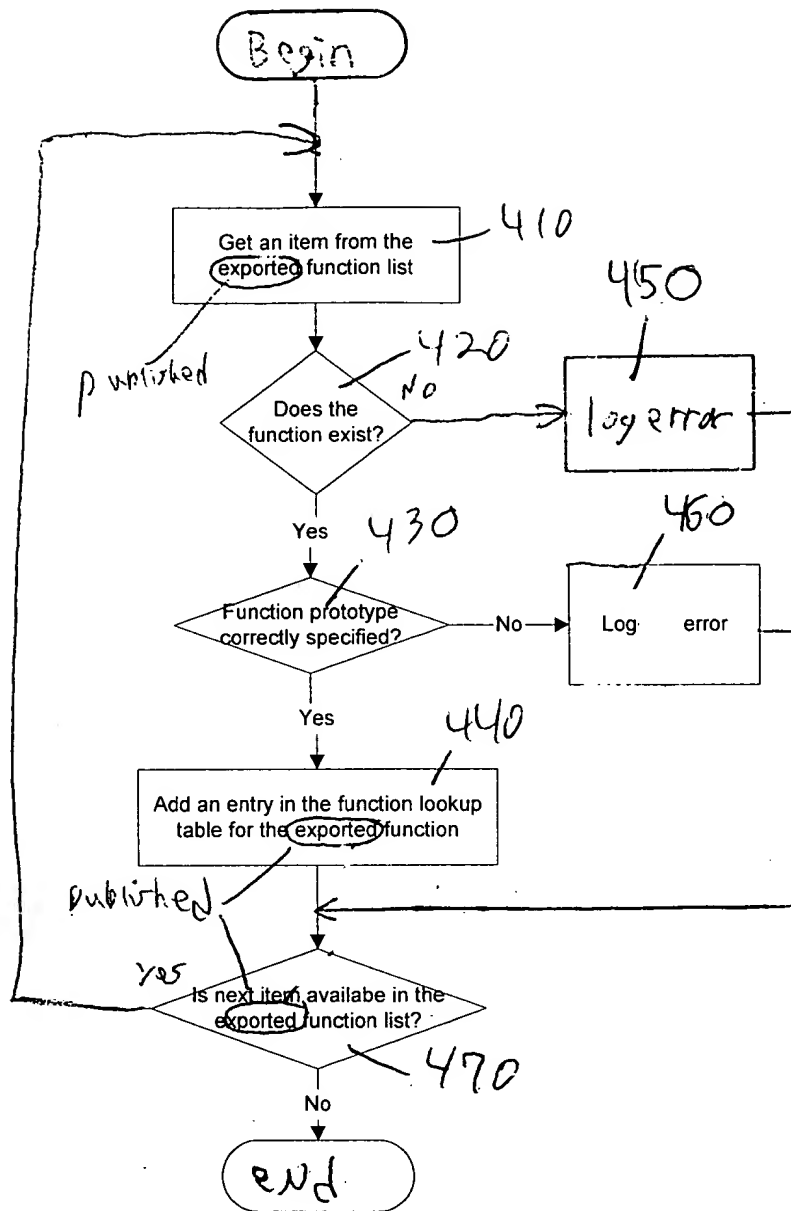 Begin
Get an item from the
exported function list
410
published
Does the
function exist?
420
No
450
log error
Yes
430
Function prototype
correctly specified?
No
460
Log error
Yes
440
Add an entry in the function lookup
table for the exported function
published
yes
Is next item availabe in the
exported function list?
470
No
end